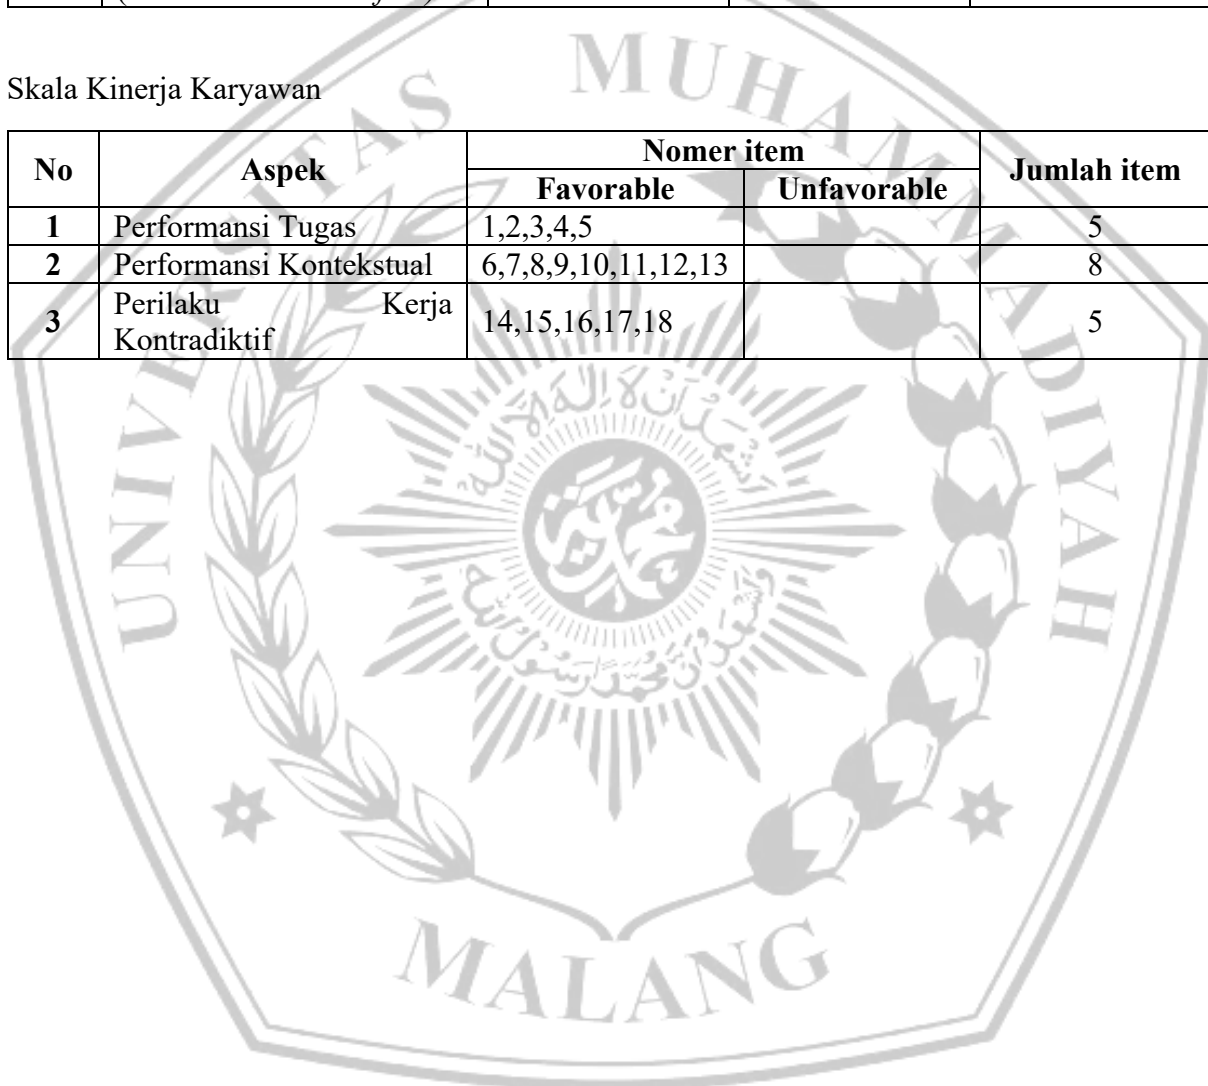 Skala Kinerja Karyawan
No Aspek Nomer item Jumlah item
Favorable Unfavorable
1 Performansi Tugas 1,2,3,4,5 5
2 Performansi Kontekstual 6,7,8,9,10,11,12,13 8
3 Perilaku Kerja Kontradiktif 14,15,16,17,18 5
UNIVERSITAS MUHAMMADIYAH
MALANG